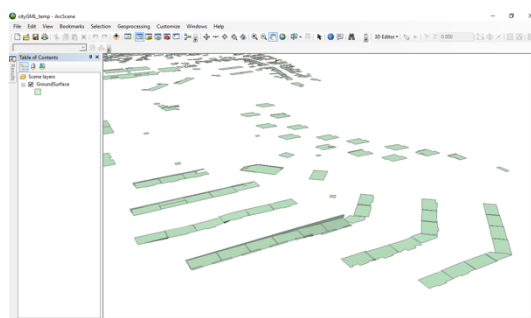 cityGML_temp - ArcScene
File Edit View Bookmarks Selection Geoprocessing Customize Windows Help
3D Editor
Table of Contents
Results
Scene layers
GroundSurface